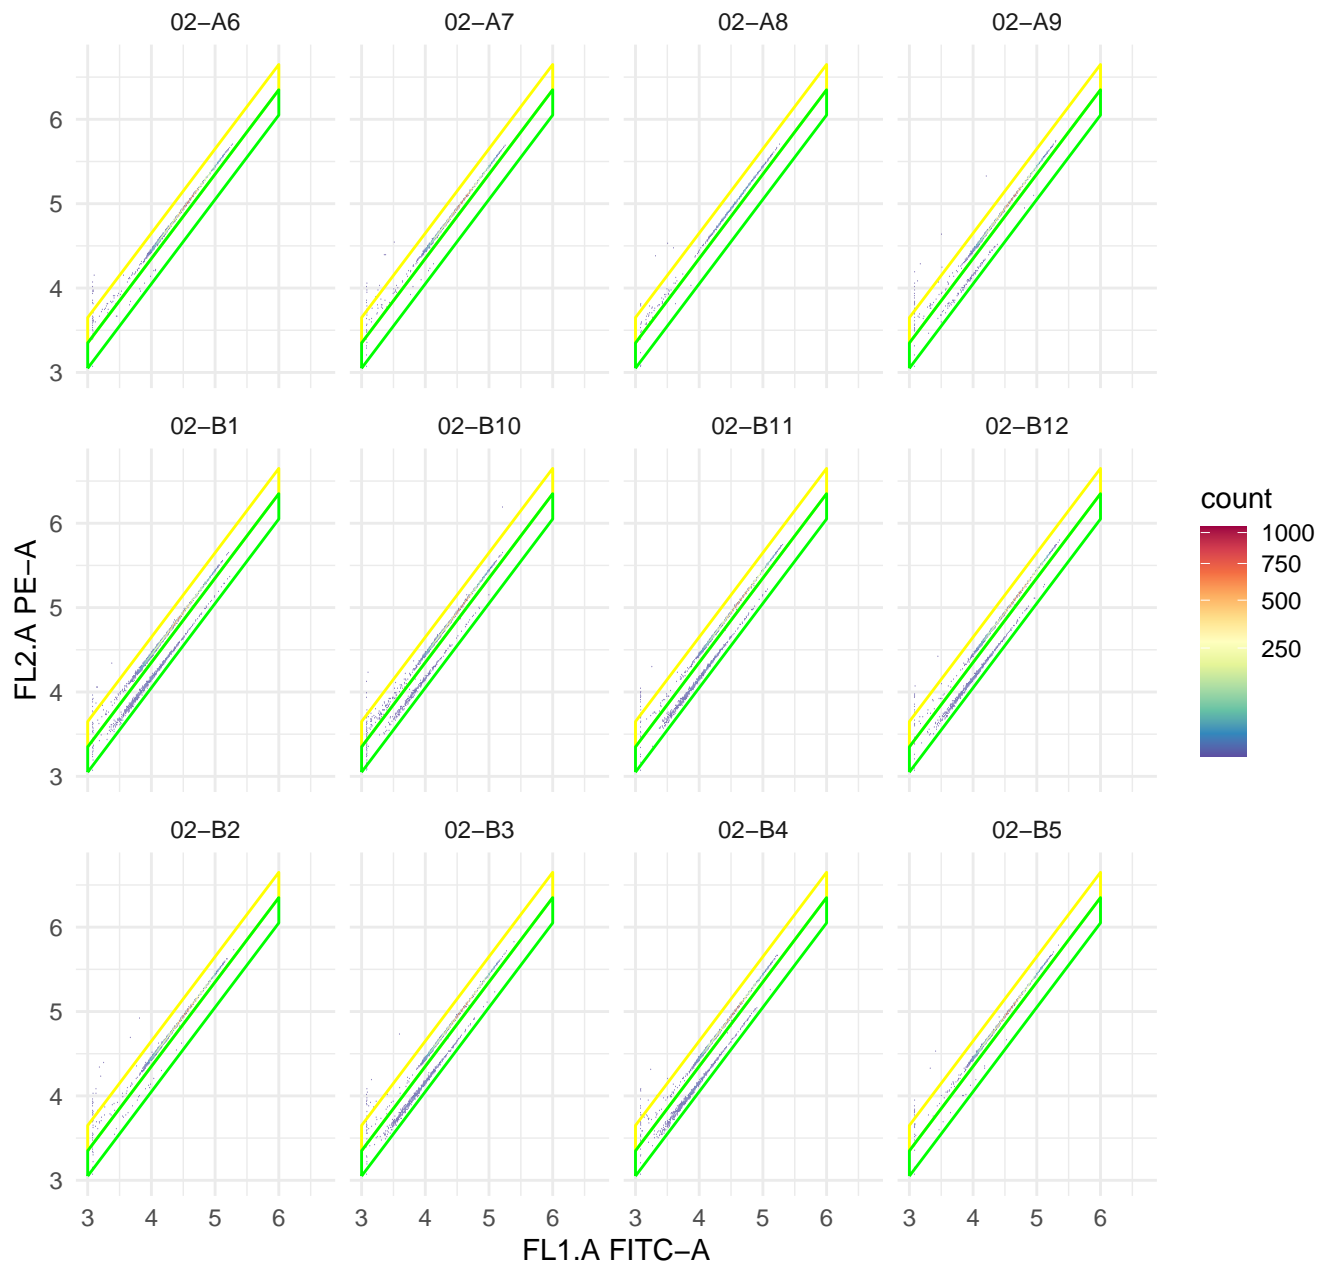 02−A6 02−A7 02−A8 02−A9
6
5
4
3
02−B1 02−B10 02−B11 02−B12
6
5
4
3
02−B2 02−B3 02−B4 02−B5
6
5
4
3
3 4 5 6 3 4 5 6 3 4 5 6 3 4 5 6
FL1.A FITC−A
FL2.A PE−A
count
1000
750
500
250